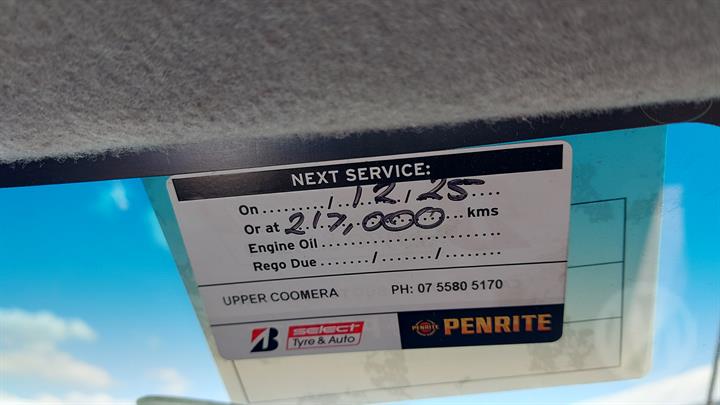 NEXT SERVICE:
On ......../12/25
Or at 217,000 kms
Engine Oil ..............................
Rego Due ......./......./........
UPPER COOMERA PH: 07 5580 5170
B select PENRITE PENRITE
Tyre & Auto